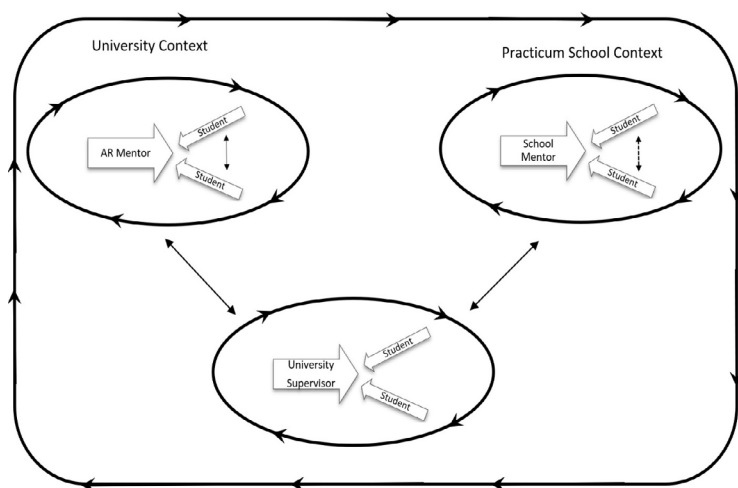 University Context
Practicum School Context
AR Mentor
Student
Student
School
Mentor
Student
Student
University
Supervisor
Student
Student